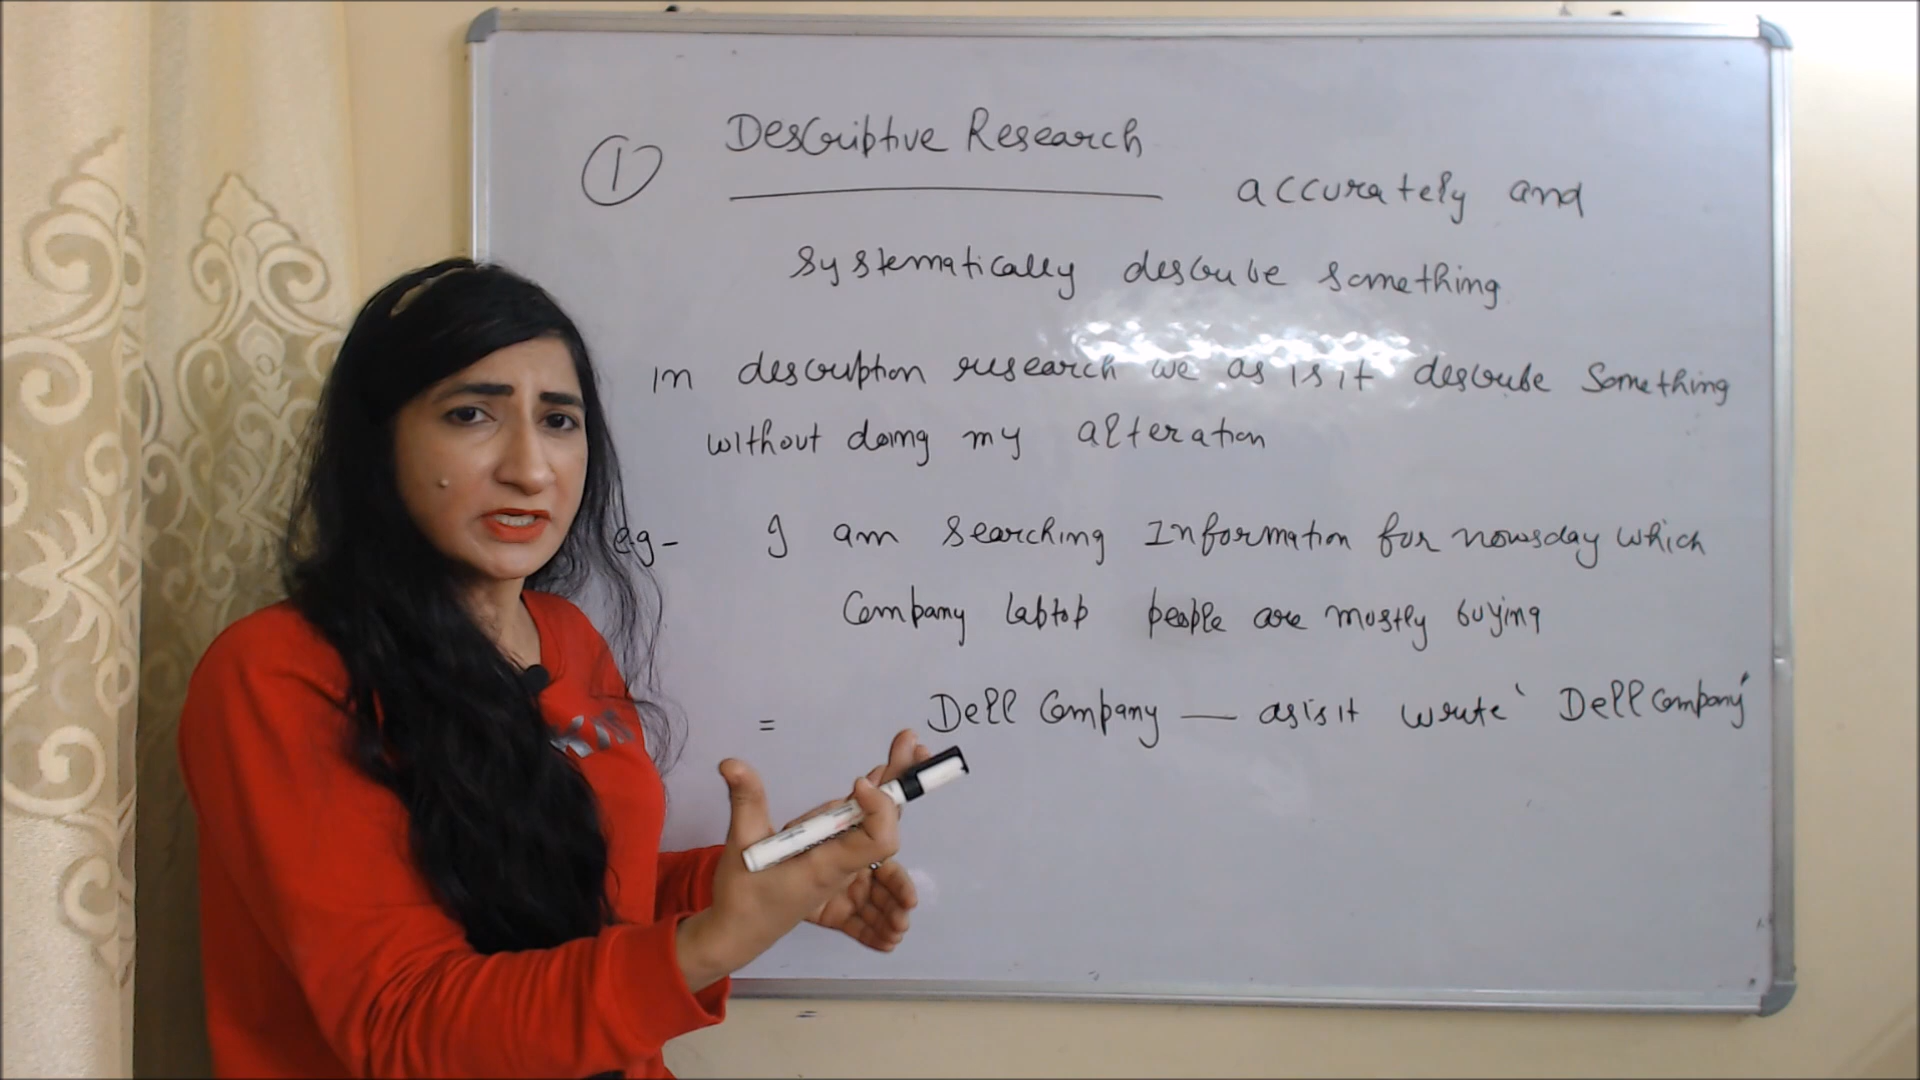 ① Descriptive Research
accurately and
systematically describe something
in description research we as is it describe something
without doing my alteration
eg- I am searching Information for nowsday which
Company laptop people are mostly buying
= Dell Company — as is it write ‘Dell Company’